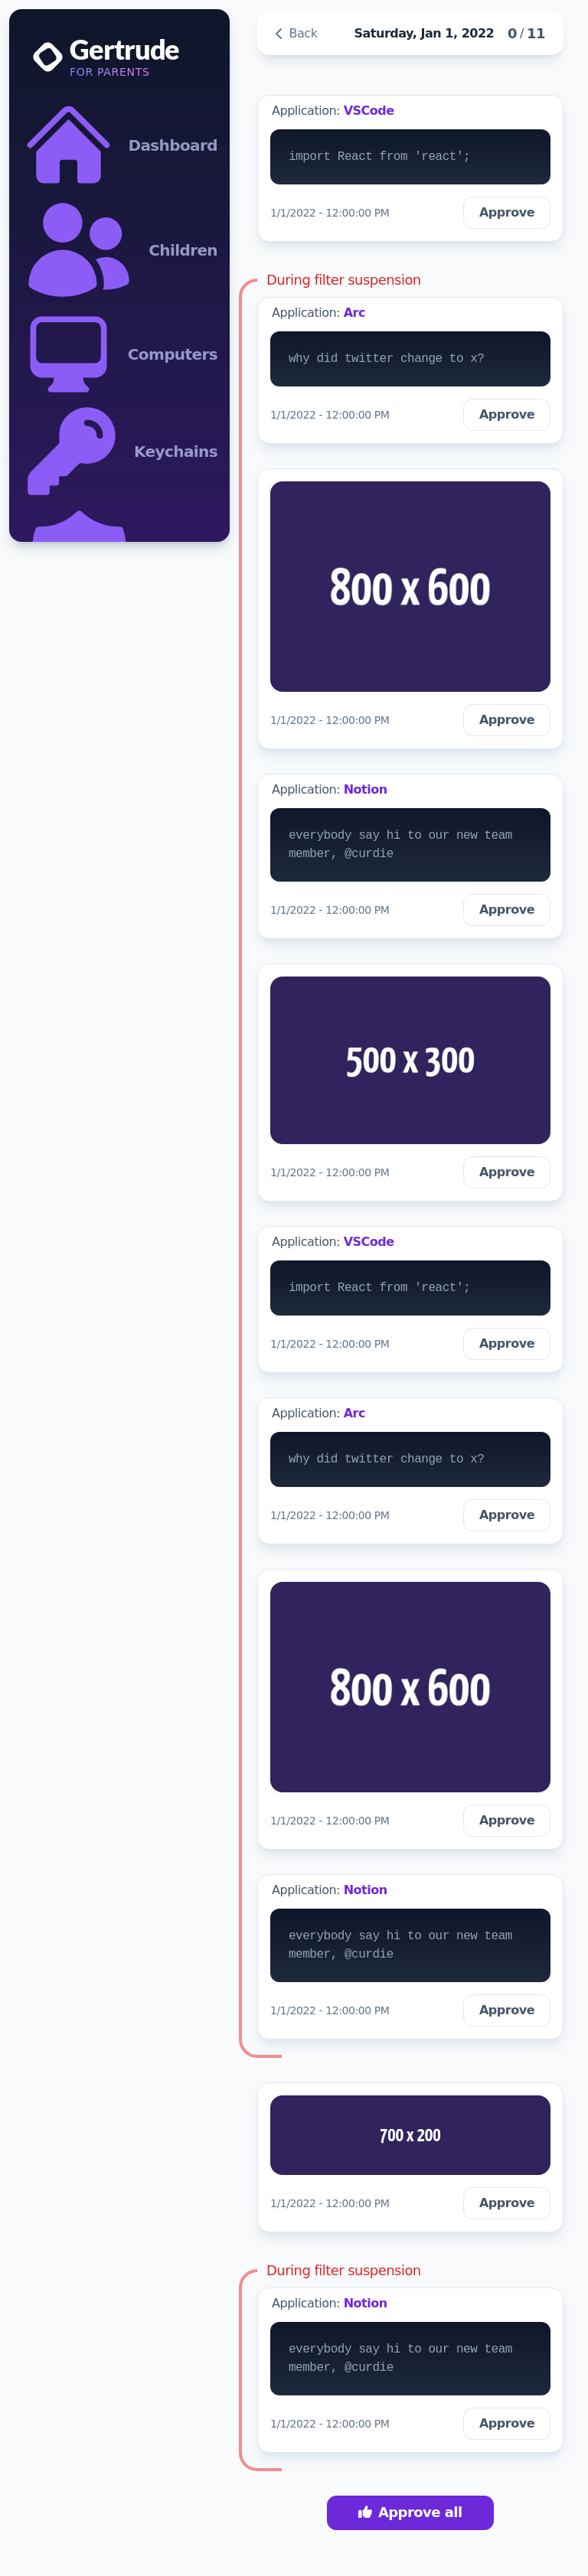 Gertrude
FOR PARENTS
Dashboard
Children
Computers
Keychains
Back
Saturday, Jan 1, 2022
0 / 11
Application: VSCode
import React from 'react';
1/1/2022 - 12:00:00 PM
Approve
During filter suspension
Application: Arc
why did twitter change to x?
1/1/2022 - 12:00:00 PM
Approve
800 x 600
1/1/2022 - 12:00:00 PM
Approve
Application: Notion
everybody say hi to our new team
member, @curdie
1/1/2022 - 12:00:00 PM
Approve
500 x 300
1/1/2022 - 12:00:00 PM
Approve
Application: VSCode
import React from 'react';
1/1/2022 - 12:00:00 PM
Approve
Application: Arc
why did twitter change to x?
1/1/2022 - 12:00:00 PM
Approve
800 x 600
1/1/2022 - 12:00:00 PM
Approve
Application: Notion
everybody say hi to our new team
member, @curdie
1/1/2022 - 12:00:00 PM
Approve
700 x 200
1/1/2022 - 12:00:00 PM
Approve
During filter suspension
Application: Notion
everybody say hi to our new team
member, @curdie
1/1/2022 - 12:00:00 PM
Approve
Approve all